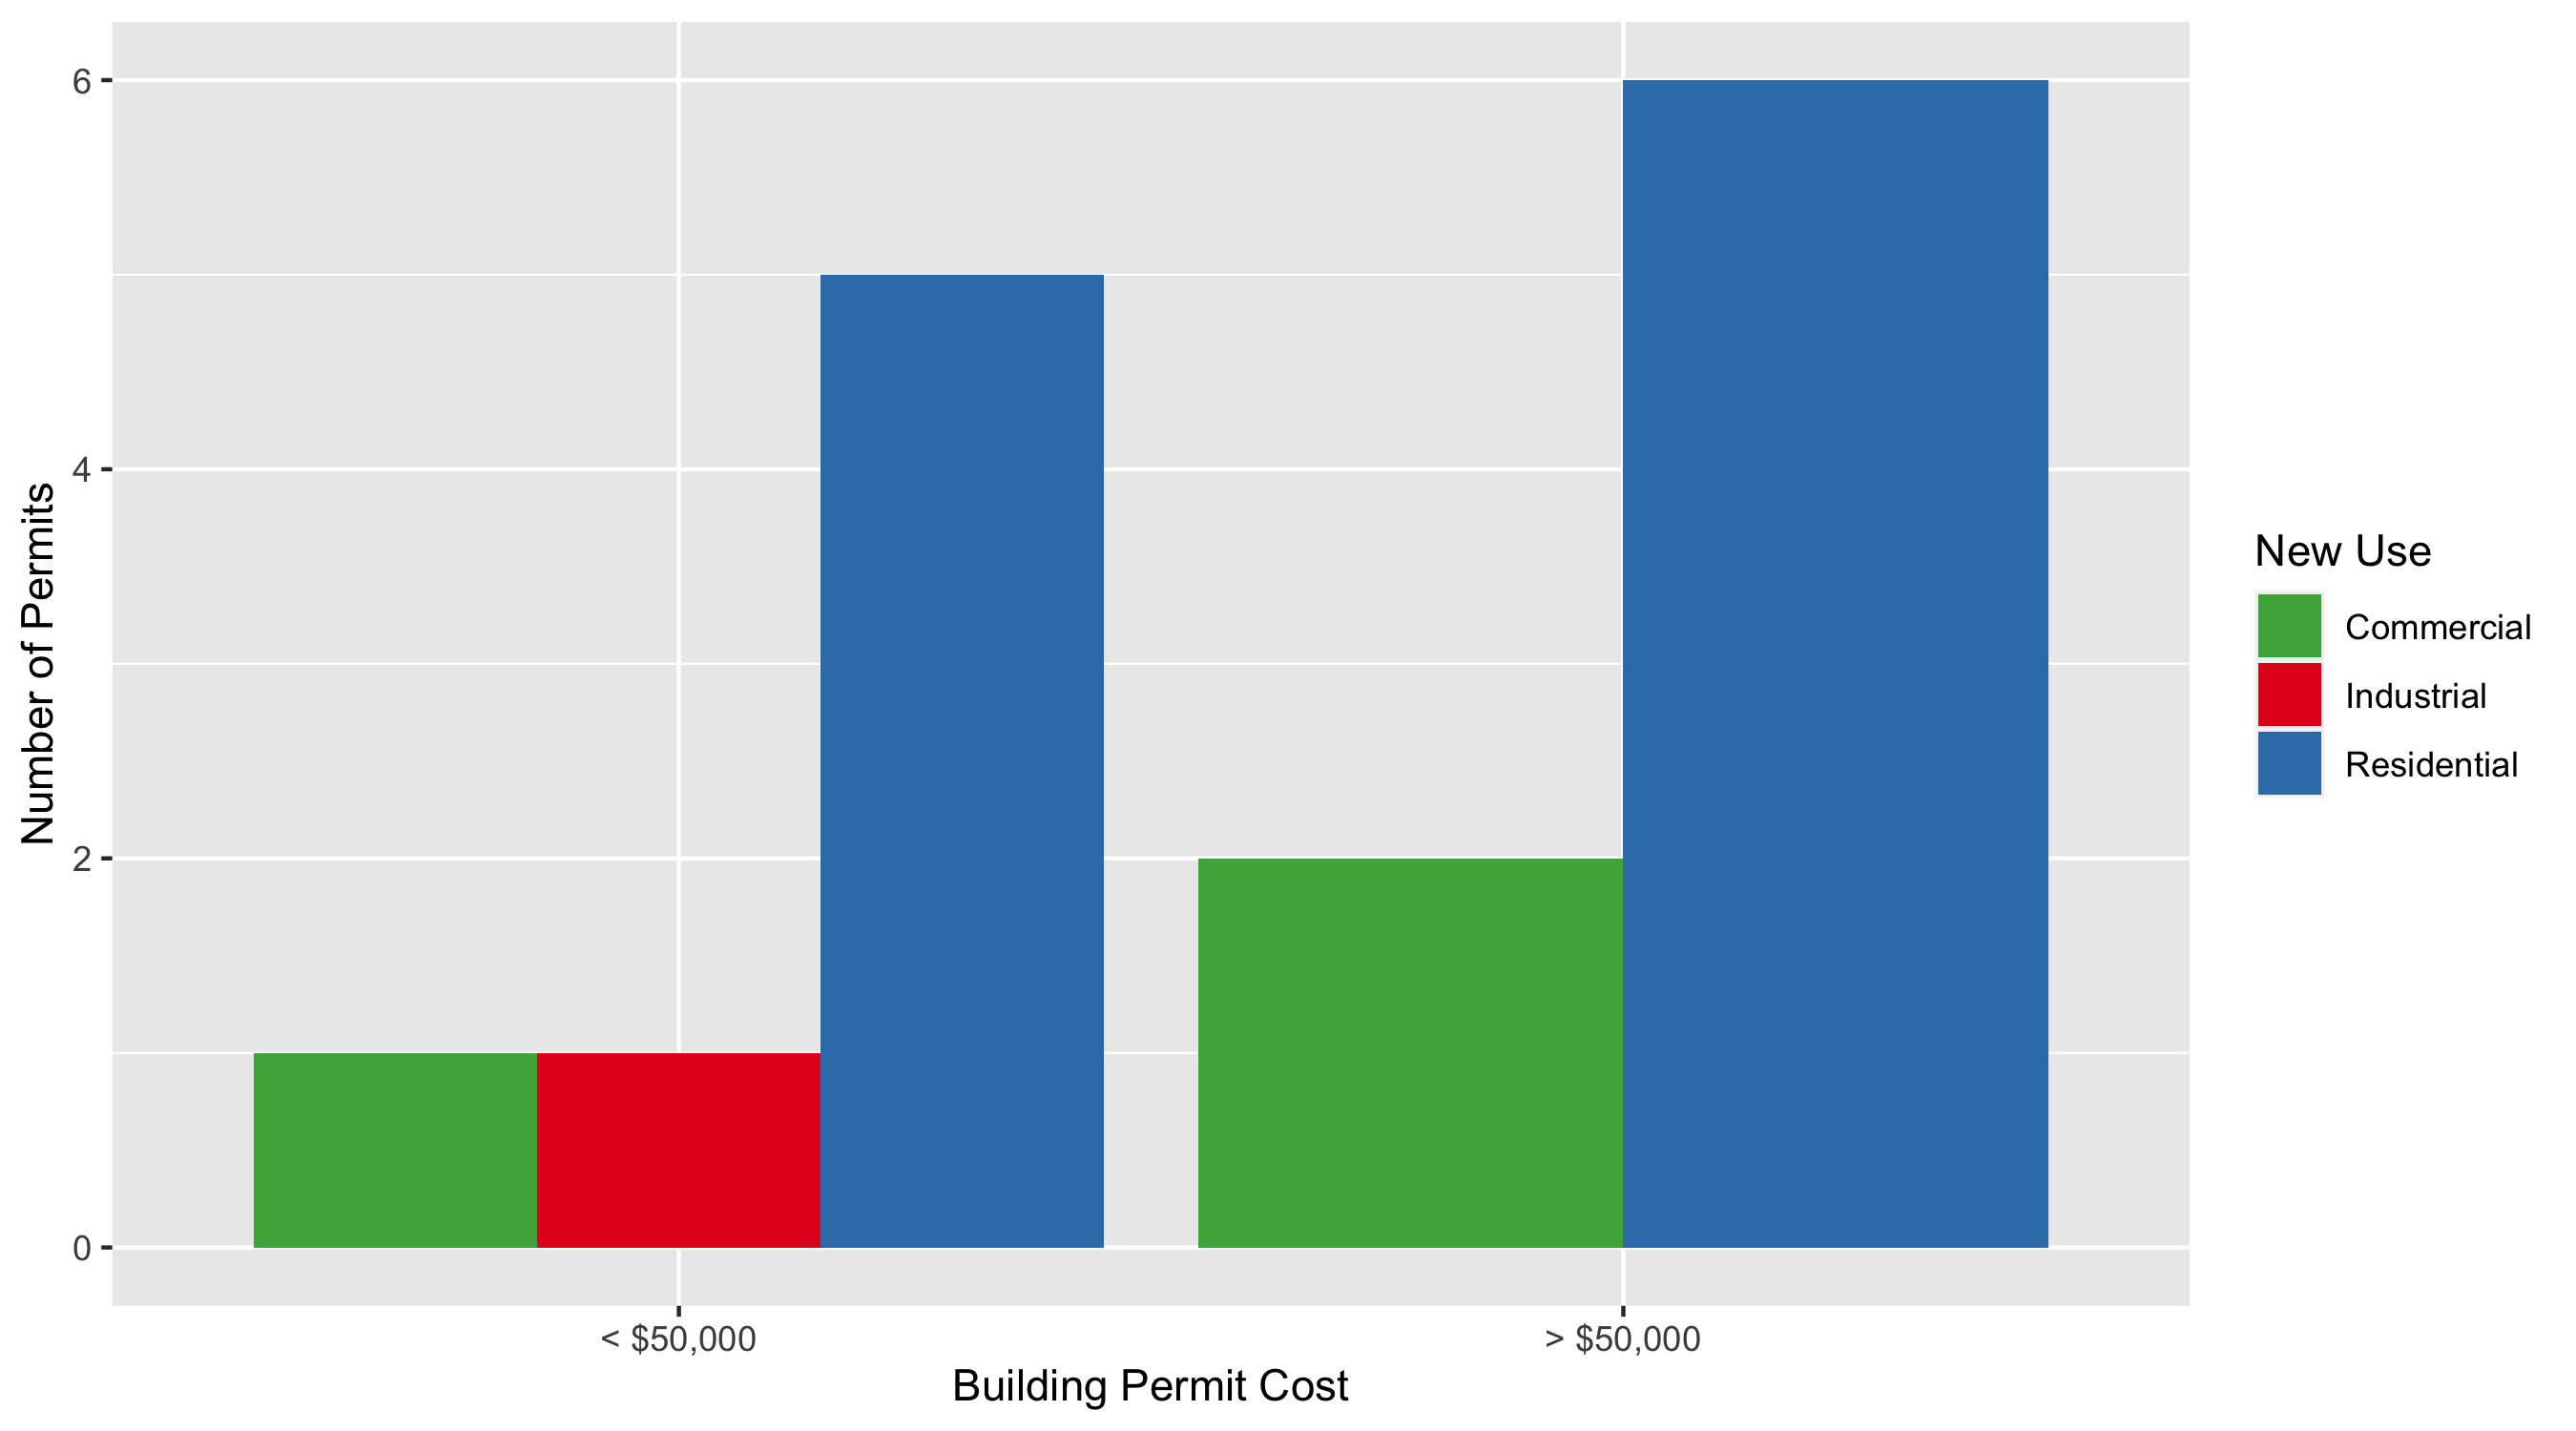 6
4
2
0
Number of Permits
< $50,000
> $50,000
Building Permit Cost
New Use
Commercial
Industrial
Residential